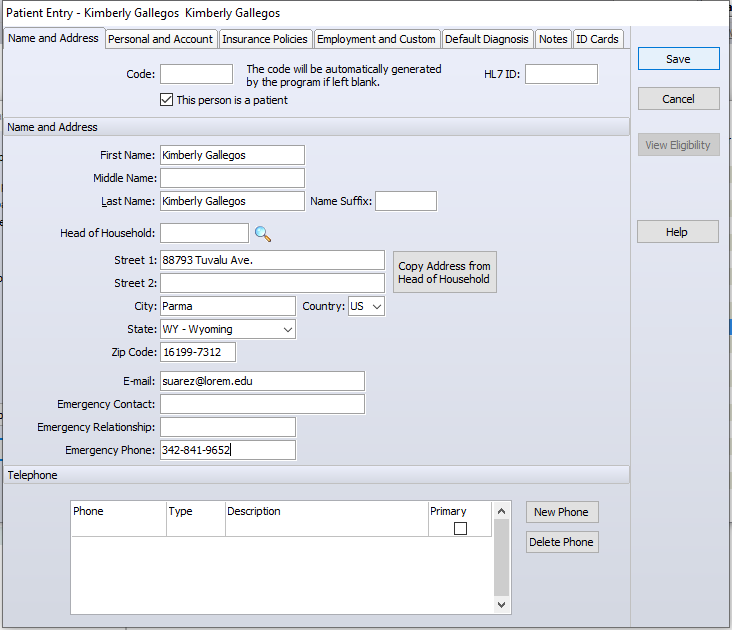 Patient Entry - Kimberly Gallegos  Kimberly Gallegos
Name and Address
Personal and Account
Insurance Policies
Employment and Custom
Default Diagnosis
Notes
ID Cards
Save
Cancel
View Eligibility
Help
Code:
The code will be automatically generated
by the program if left blank.
HL7 ID:
This person is a patient
Name and Address
First Name: Kimberly Gallegos
Middle Name:
Last Name: Kimberly Gallegos
Name Suffix:
Head of Household:
Street 1: 88793 Tuvalu Ave.
Street 2:
Copy Address from
Head of Household
City: Parma
Country: US
State: WY - Wyoming
Zip Code: 16199-7312
E-mail: suarez@lorem.edu
Emergency Contact:
Emergency Relationship:
Emergency Phone: 342-841-9652
Telephone
Phone
Type
Description
Primary
New Phone
Delete Phone